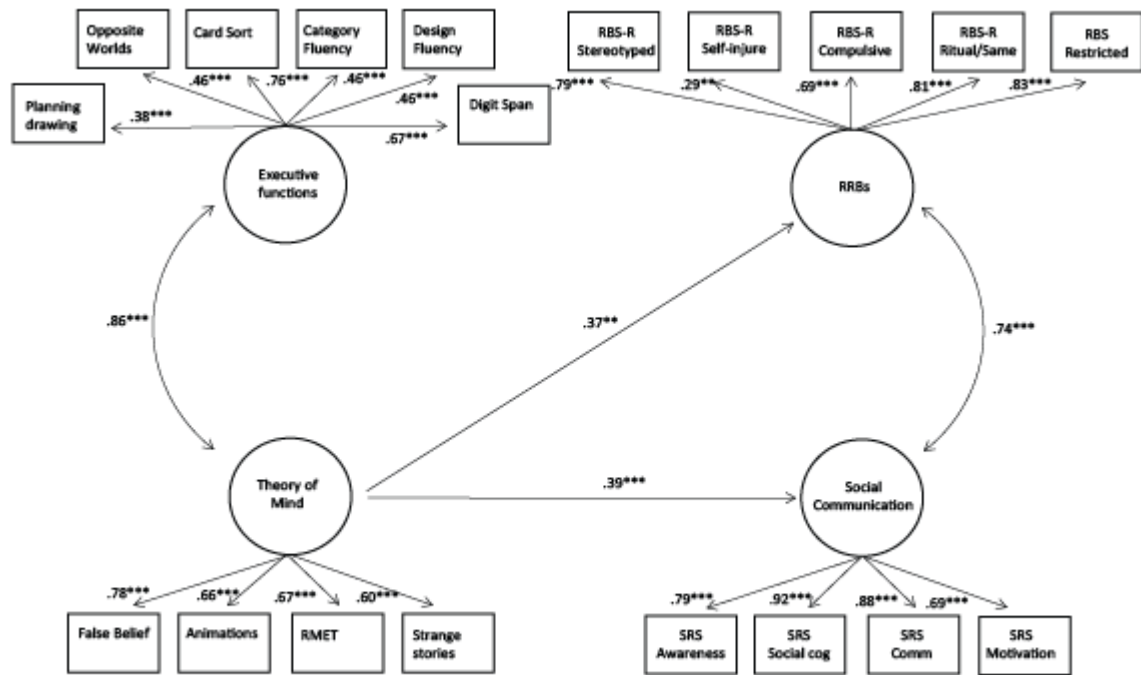 Opposite
Worlds
Card Sort
Category
Fluency
Design
Fluency
RBS-R
Stereotyped
RBS-R
Self-injure
RBS-R
Compulsive
RBS-R
Ritual/Same
RBS
Restricted
.46***
.76***
.46***
.46***
.79***
.29**
.69***
.81***
.83***
Planning
drawing
.38***
.67***
Digit Span
Executive
functions
RRBs
.86***
.37**
.74***
Theory of
Mind
.39***
Social
Communication
.78***
.66***
.67***
.60***
.79***
.92***
.88***
.69***
False Belief
Animations
RMET
Strange
stories
SRS
Awareness
SRS
Social cog
SRS
Comm
SRS
Motivation